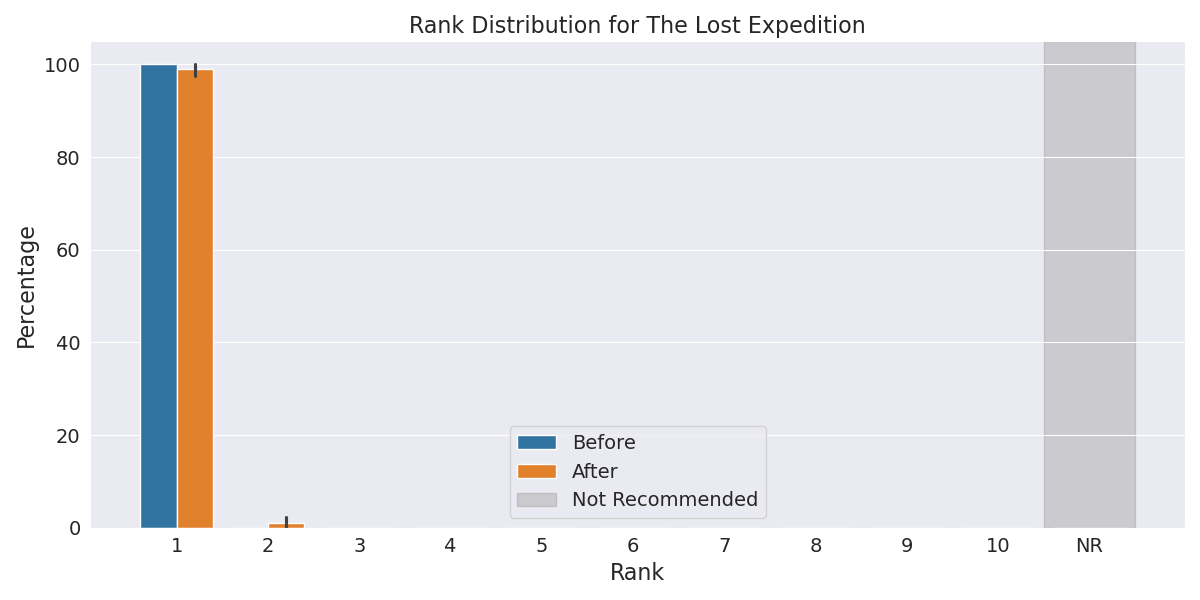 Rank Distribution for The Lost Expedition
Percentage
100
80
60
40
20
0
Before
After
Not Recommended
1 2 3 4 5 6 7 8 9 10 NR
Rank